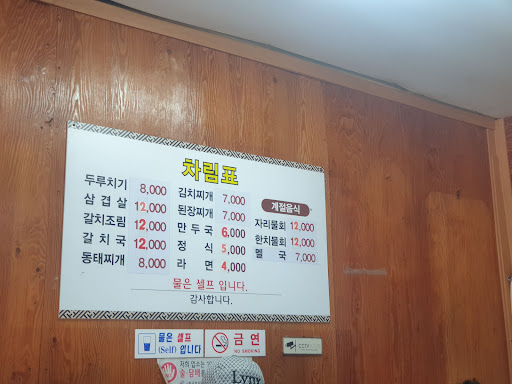 차림표
두루치기 8,000
삼겹살 12,000
갈치조림 12,000
갈치국 12,000
동태찌개 8,000
김치찌개 7,000
된장찌개 7,000
만두국 6,000
정식 5,000
라면 4,000
계절음식
자리물회 12,000
한치물회 12,000
멜국 7,000
물은 셀프 입니다.
감사합니다.
물은 셀프
(Self) 입니다
금연
NO SMOKING
CCTV
Lynx